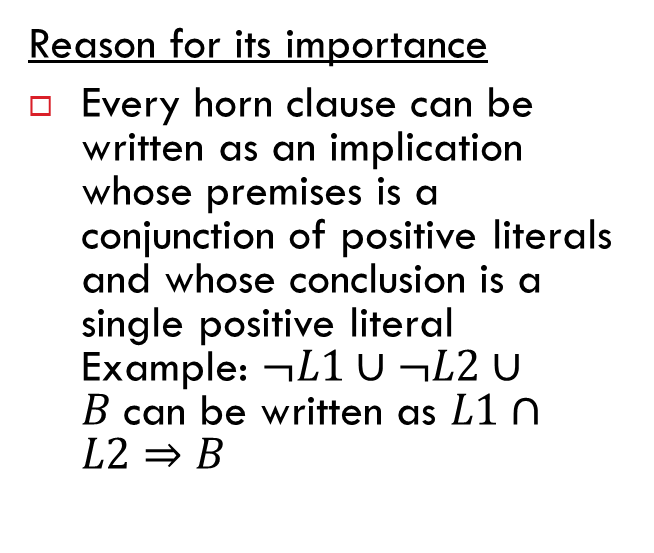 Reason for its importance
Every horn clause can be
written as an implication
whose premises is a
conjunction of positive literals
and whose conclusion is a
single positive literal
Example: ¬L1 ∪ ¬L2 ∪
B can be written as L1 ∩
L2 ⇒ B